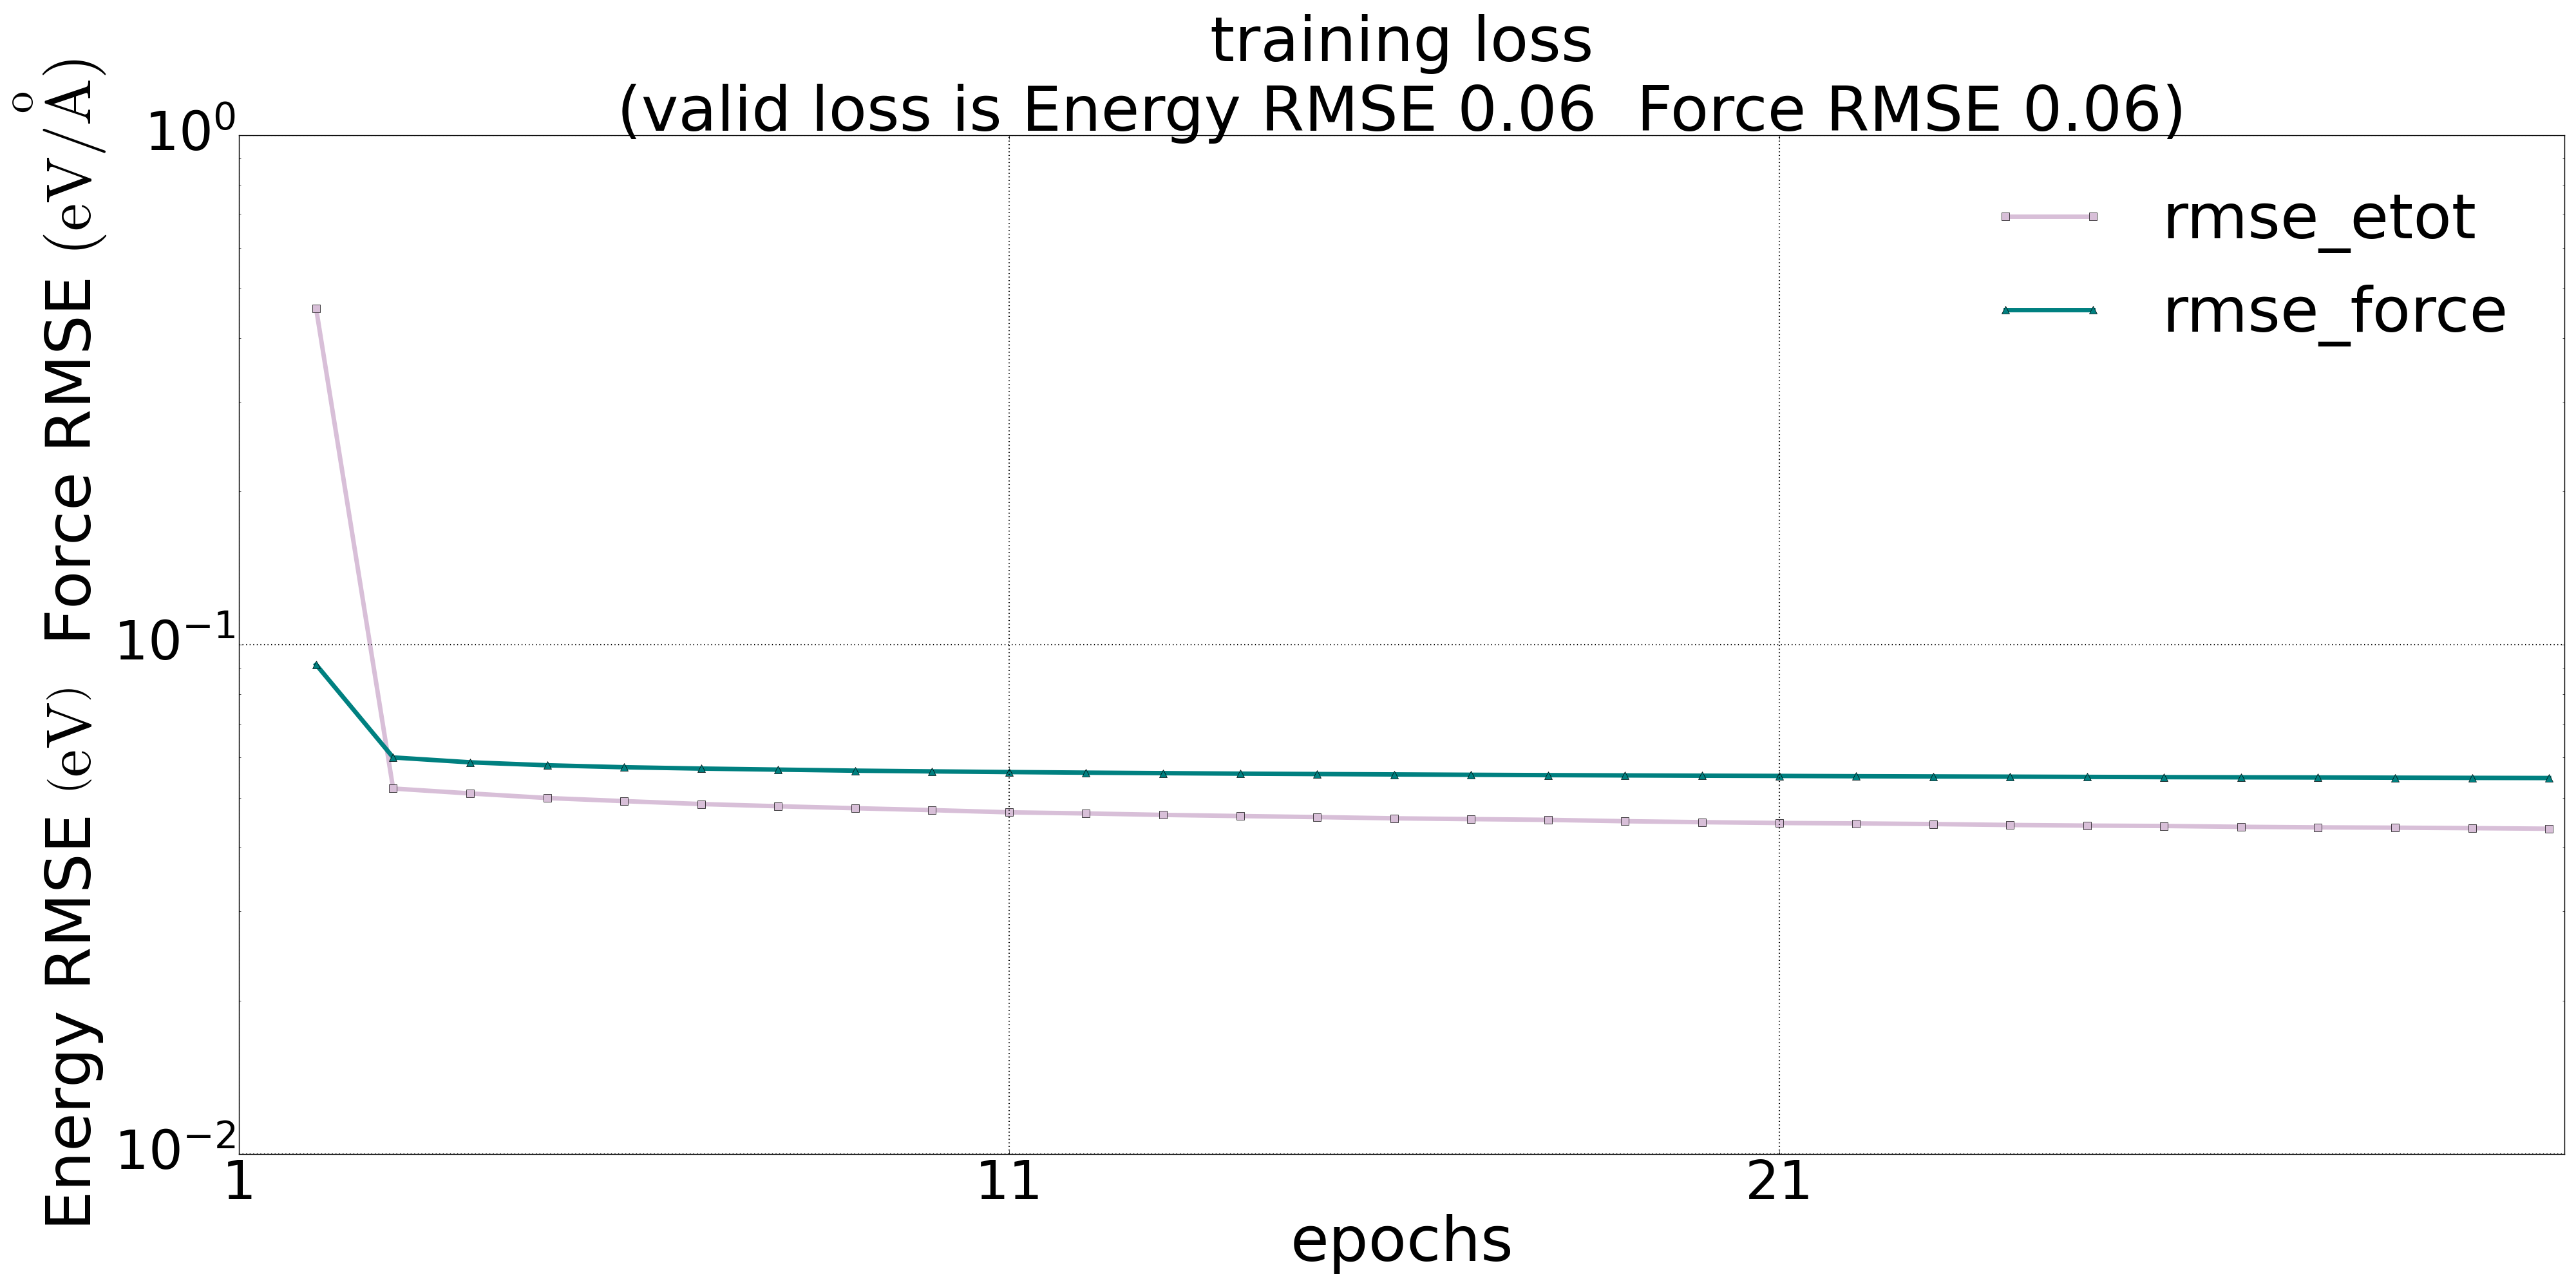 training loss
(valid loss is Energy RMSE 0.06  Force RMSE 0.06)
Energy RMSE (eV)  Force RMSE (eV/Å)
10⁰
10⁻¹
10⁻²
rmse_etot
rmse_force
1
11
21
epochs